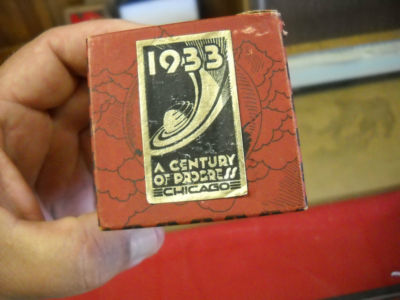 1933
A CENTURY
OF PROGRESS
CHICAGO